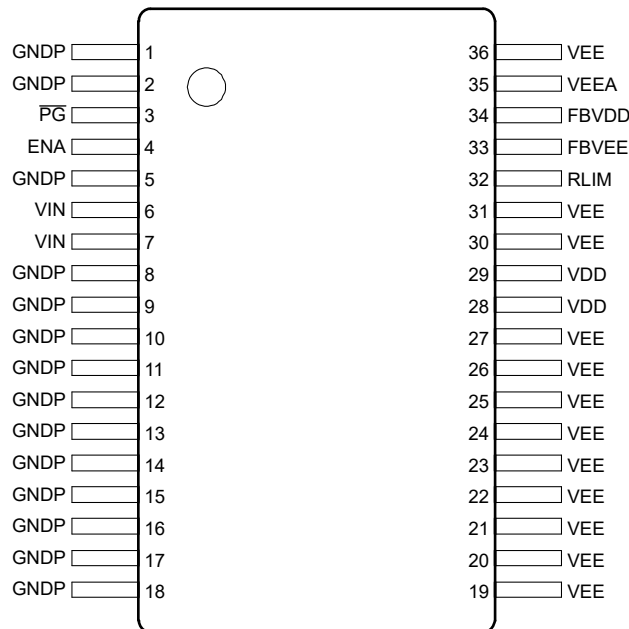 GNDP 1 36 VEE
GNDP 2 35 VEEA
PG 3 34 FBVDD
ENA 4 33 FBVEE
GNDP 5 32 RLIM
VIN 6 31 VEE
VIN 7 30 VEE
GNDP 8 29 VDD
GNDP 9 28 VDD
GNDP 10 27 VEE
GNDP 11 26 VEE
GNDP 12 25 VEE
GNDP 13 24 VEE
GNDP 14 23 VEE
GNDP 15 22 VEE
GNDP 16 21 VEE
GNDP 17 20 VEE
GNDP 18 19 VEE